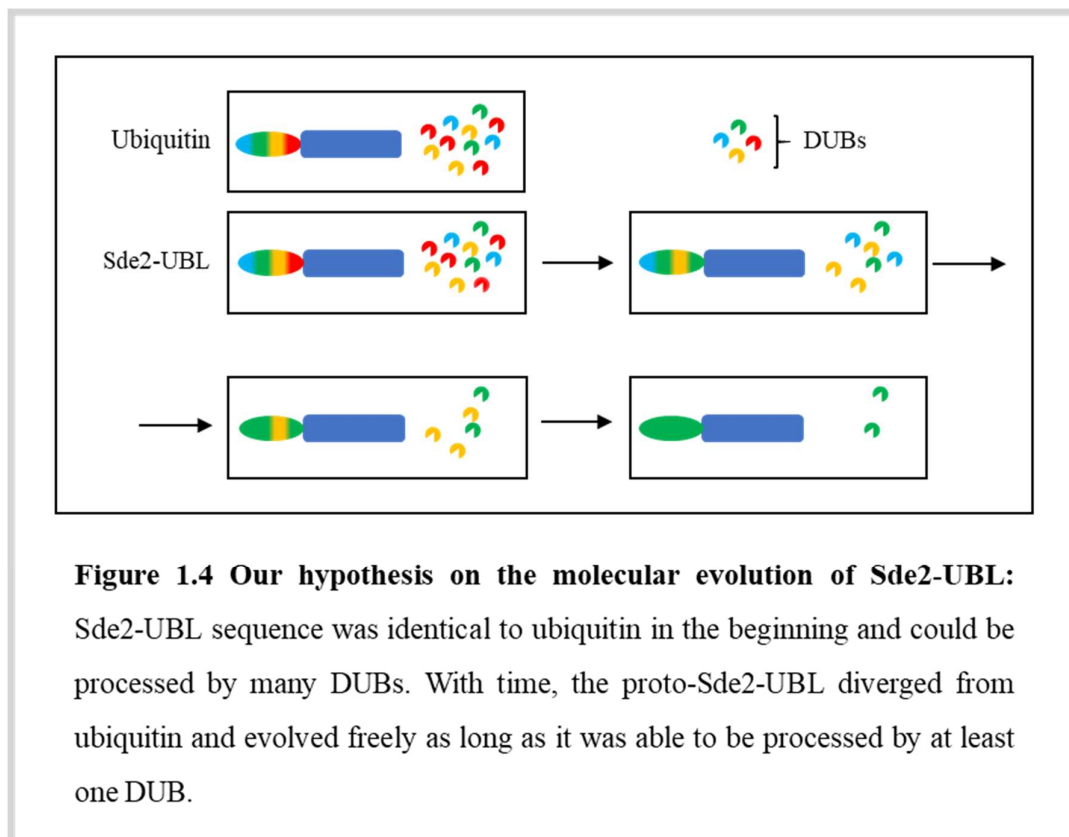 Ubiquitin
DUBs
Sde2-UBL
Figure 1.4 Our hypothesis on the molecular evolution of Sde2-UBL:
Sde2-UBL sequence was identical to ubiquitin in the beginning and could be
processed by many DUBs. With time, the proto-Sde2-UBL diverged from
ubiquitin and evolved freely as long as it was able to be processed by at least
one DUB.